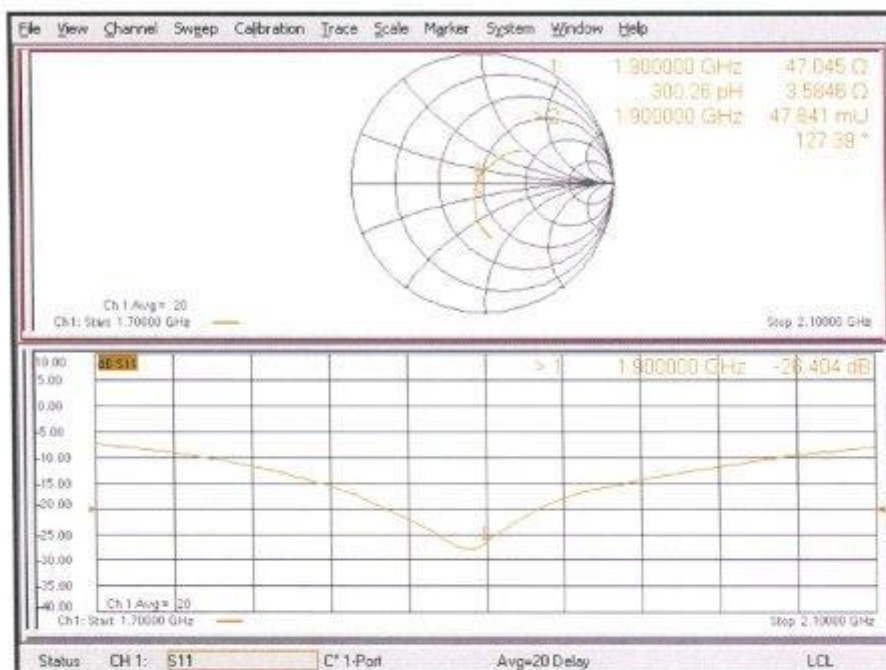 File View Channel Sweep Calibration Trace Scale Marker System Window Help
1: 1.900000 GHz 47.045 Ω
300.26 pH 3.5846 Ω
1.900000 GHz 47.841 mU
127.39 °
Ch 1 Avg = 20
Ch1: Start 1.70000 GHz
Stop 2.10000 GHz
10.00
dB S11
> 1: 1.900000 GHz -26.404 dB
5.00
0.00
-5.00
-10.00
-15.00
-20.00
-25.00
-30.00
-35.00
-40.00
Ch 1 Avg = 20
Ch1: Start 1.70000 GHz
Stop 2.10000 GHz
Status CH 1: S11 C* 1-Port Avg=20 Delay LCL